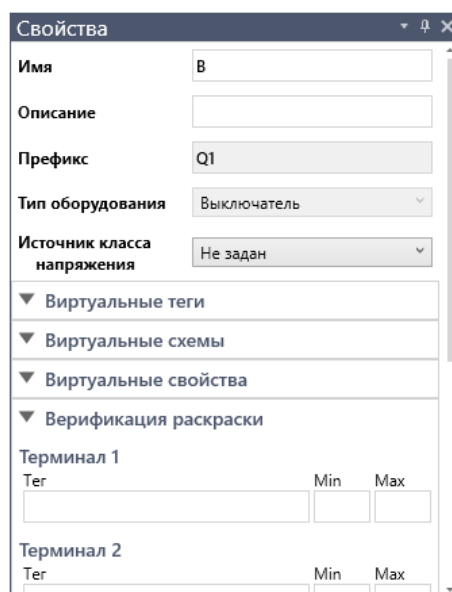 Свойства
Имя
В
Описание
Префикс
Q1
Тип оборудования
Выключатель
Источник класса
напряжения
Не задан
Виртуальные теги
Виртуальные схемы
Виртуальные свойства
Верификация раскраски
Терминал 1
Тег Min Max
Терминал 2
Тег Min Max